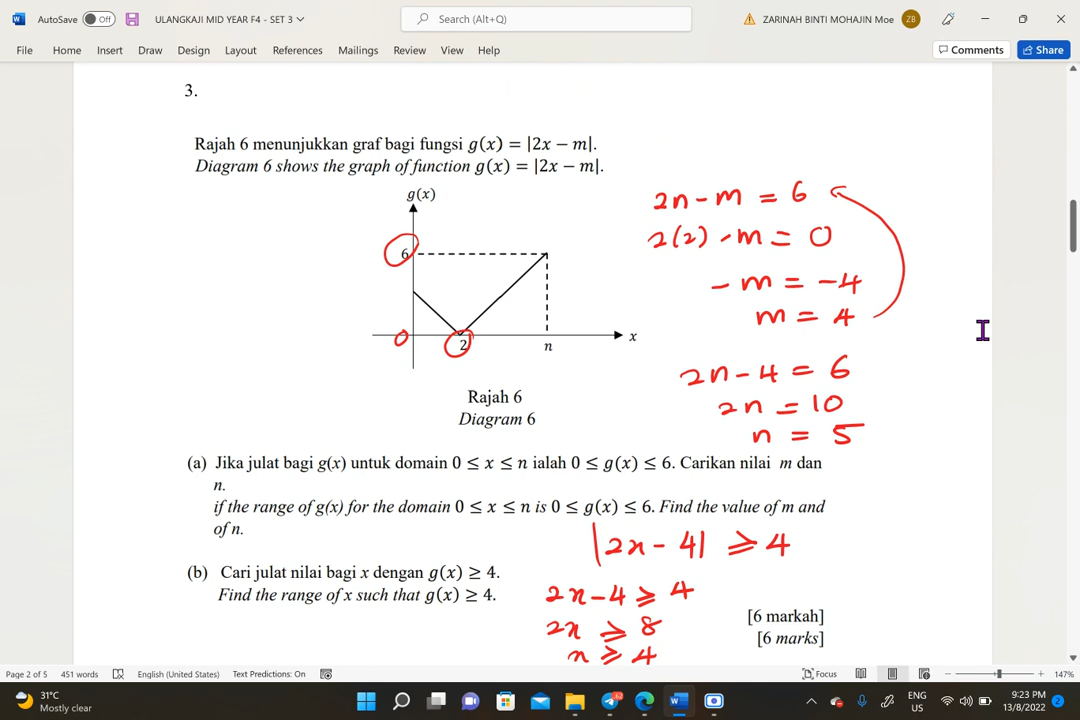 AutoSave Off ULANGKAJI MID YEAR F4 - SET 3 Search (Alt+Q) ZARINAH BINTI MOHAJIN Moe ZB
File Home Insert Draw Design Layout References Mailings Review View Help Comments Share
3.
Rajah 6 menunjukkan graf bagi fungsi g(x) = |2x − m|.
Diagram 6 shows the graph of function g(x) = |2x − m|.
g(x)
6
0
2
n
x
2n - m = 6
2(2) - m = 0
- m = -4
m = 4
2n - 4 = 6
2n = 10
n = 5
Rajah 6
Diagram 6
(a) Jika julat bagi g(x) untuk domain 0 ≤ x ≤ n ialah 0 ≤ g(x) ≤ 6. Carikan nilai m dan
n.
if the range of g(x) for the domain 0 ≤ x ≤ n is 0 ≤ g(x) ≤ 6. Find the value of m and
of n.
|2x - 4| ≥ 4
(b) Cari julat nilai bagi x dengan g(x) ≥ 4.
Find the range of x such that g(x) ≥ 4.
2x - 4 ≥ 4
2x ≥ 8
x ≥ 4
[6 markah]
[6 marks]
Page 2 of 5 451 words English (United States) Text Predictions: On Focus 147%
31°C
Mostly clear
ENG
US
9:23 PM
13/8/2022
2